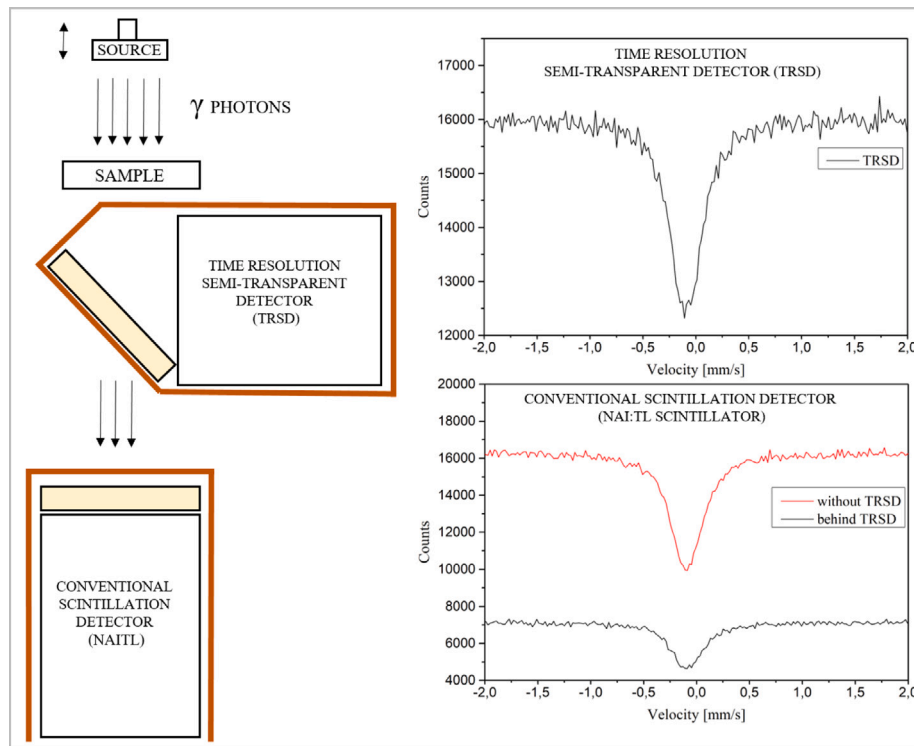 SOURCE
γ PHOTONS
SAMPLE
TIME RESOLUTION
SEMI-TRANSPARENT
DETECTOR
(TRSD)
CONVENTIONAL
SCINTILLATION
DETECTOR
(NAITL)
TIME RESOLUTION
SEMI-TRANSPARENT DETECTOR (TRSD)
TRSD
Counts
17000
16000
15000
14000
13000
12000
-2,0 -1,5 -1,0 -0,5 0,0 0,5 1,0 1,5 2,0
Velocity [mm/s]
CONVENTIONAL SCINTILLATION DETECTOR
(NAI:TL SCINTILLATOR)
without TRSD
behind TRSD
Counts
20000
18000
16000
14000
12000
10000
8000
6000
4000
-2,0 -1,5 -1,0 -0,5 0,0 0,5 1,0 1,5 2,0
Velocity [mm/s]